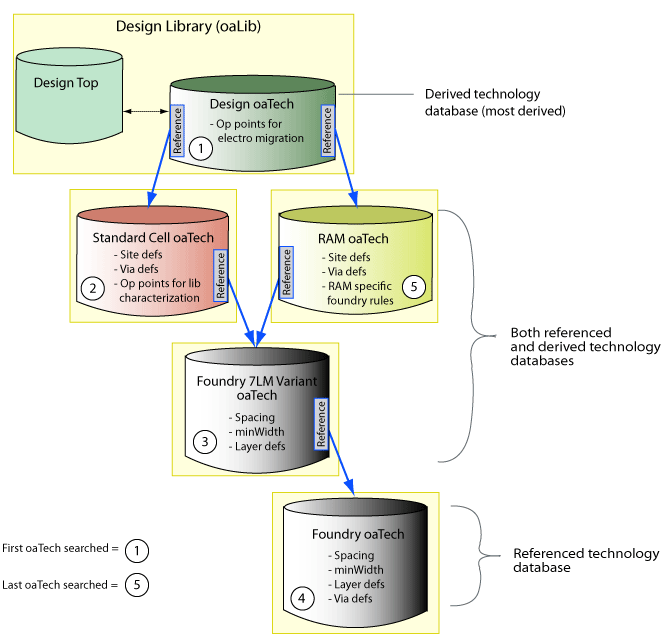 Design Library (oaLib)
Design Top
Design oaTech
- Op points for
electro migration
Reference
Reference
1
Derived technology
database (most derived)
Standard Cell oaTech
- Site defs
- Via defs
- Op points for lib
characterization
Reference
2
RAM oaTech
- Site defs
- Via defs
- RAM specific
foundry rules
Reference
5
Both referenced
and derived technology
databases
Foundry 7LM Variant
oaTech
- Spacing
- minWidth
- Layer defs
Reference
3
Foundry oaTech
- Spacing
- minWidth
- Layer defs
- Via defs
4
Referenced technology
database
First oaTech searched = 1
Last oaTech searched = 5